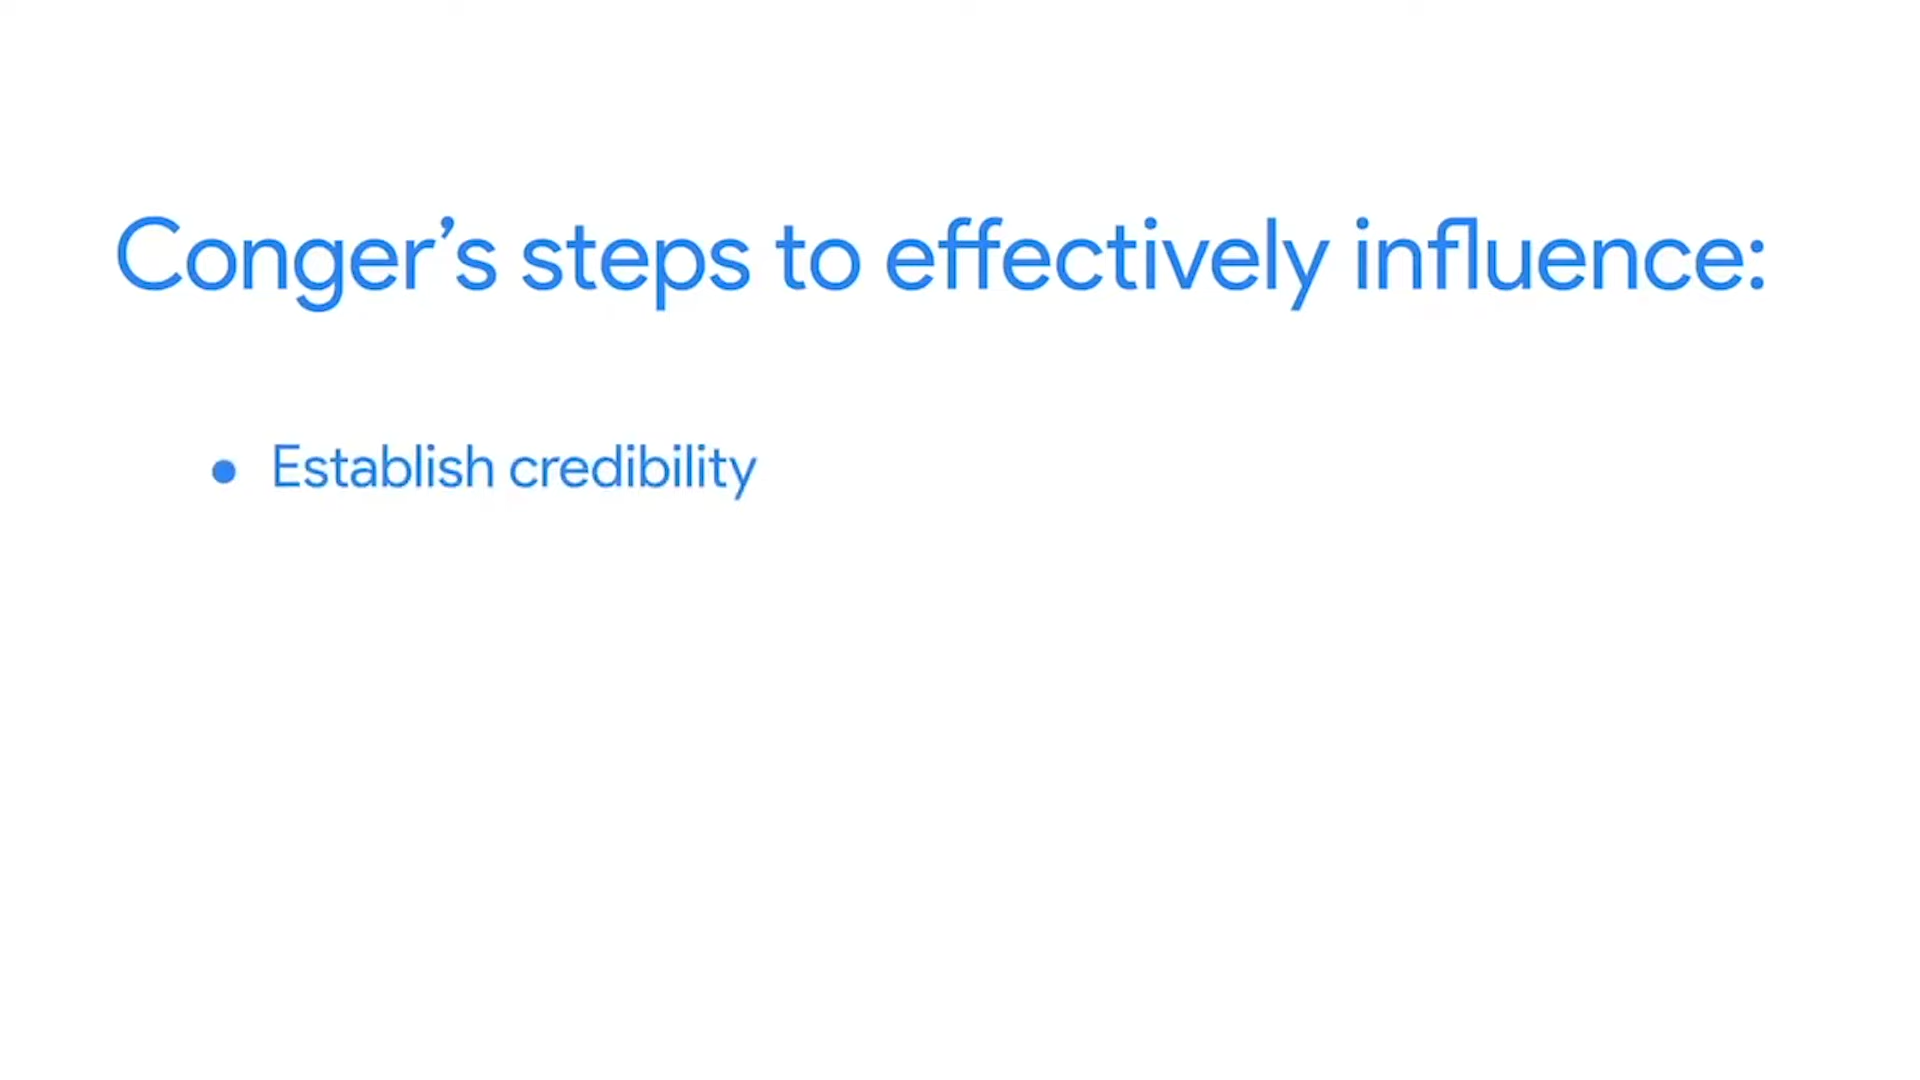 Conger’s steps to effectively influence:
● Establish credibility